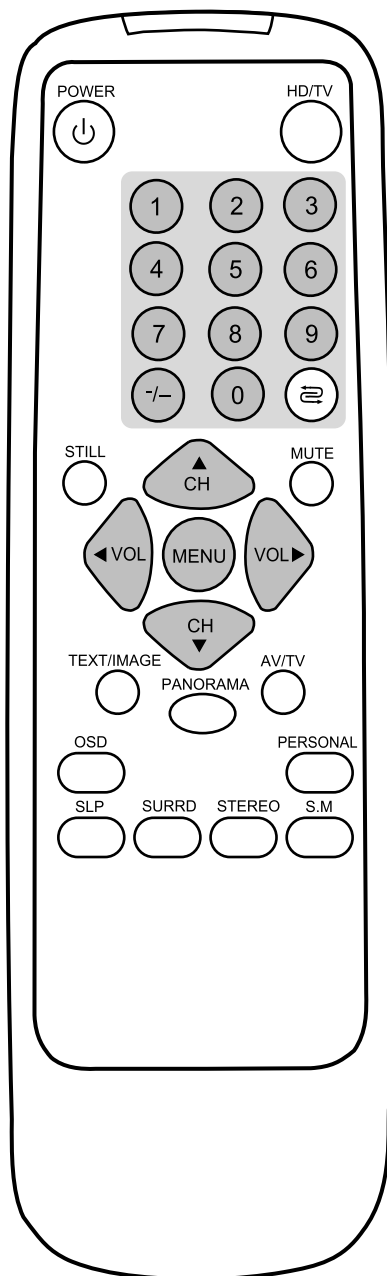 POWER HD/TV
1 2 3
4 5 6
7 8 9
-/-- 0
STILL MUTE
CH
VOL MENU VOL
CH
TEXT/IMAGE AV/TV
PANORAMA
OSD PERSONAL
SLP SURRD STEREO S.M